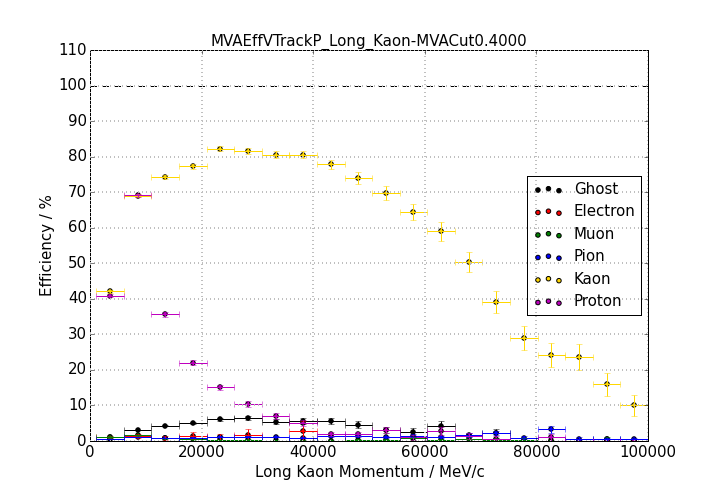 MVAEffVTrackP_Long_Kaon-MVACut0.4000
110
100
90
80
70
60
50
40
30
20
10
0
Efficiency / %
Ghost
Electron
Muon
Pion
Kaon
Proton
0 20000 40000 60000 80000 100000
Long Kaon Momentum / MeV/c